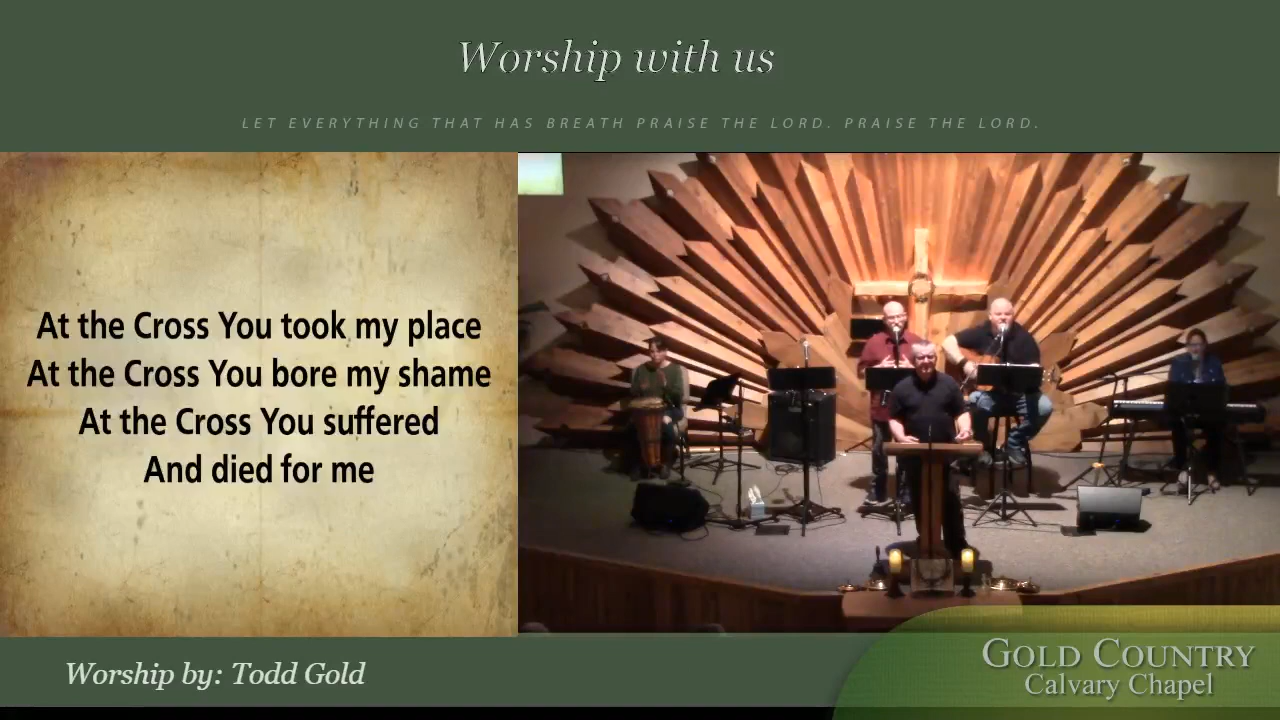 Worship with us
LET EVERYTHING THAT HAS BREATH PRAISE THE LORD. PRAISE THE LORD.
At the Cross You took my place
At the Cross You bore my shame
At the Cross You suffered
And died for me
Worship by: Todd Gold
GOLD COUNTRY
Calvary Chapel